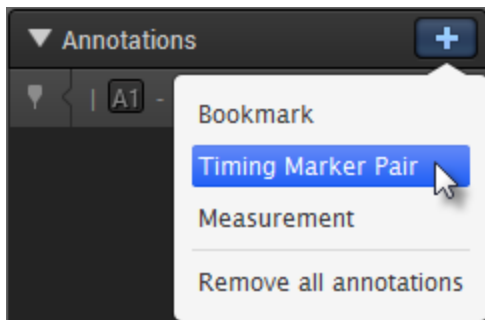 Annotations +
| A1 -
Bookmark
Timing Marker Pair
Measurement
Remove all annotations